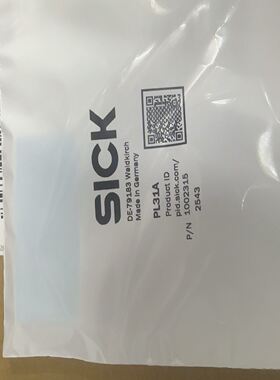 SICK
DE-79183 Waldkirch
Made in Germany
PL31A
Product ID
pid.sick.com/
P/N 1002315
2543